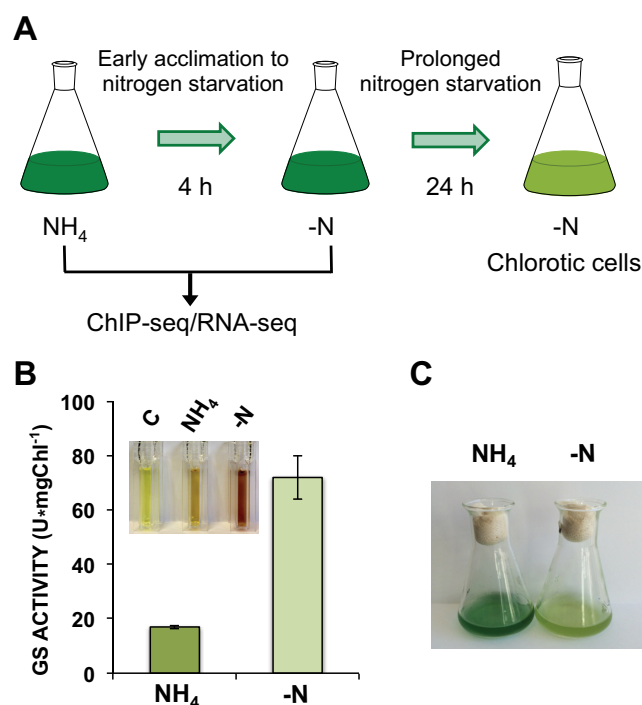 A
Early acclimation to
nitrogen starvation
Prolonged
nitrogen starvation
4 h
24 h
NH₄
-N
-N
Chlorotic cells
ChIP-seq/RNA-seq
B
GS ACTIVITY (U*mgChl⁻¹)
100
80
60
40
20
0
C
NH₄
-N
NH₄
-N
C
NH₄
-N